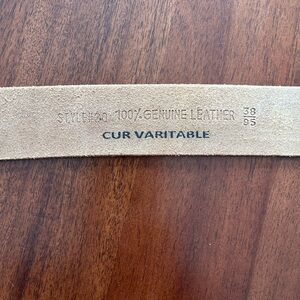 STYLE#20 100% GENUINE LEATHER 38
95
CUR VARITABLE